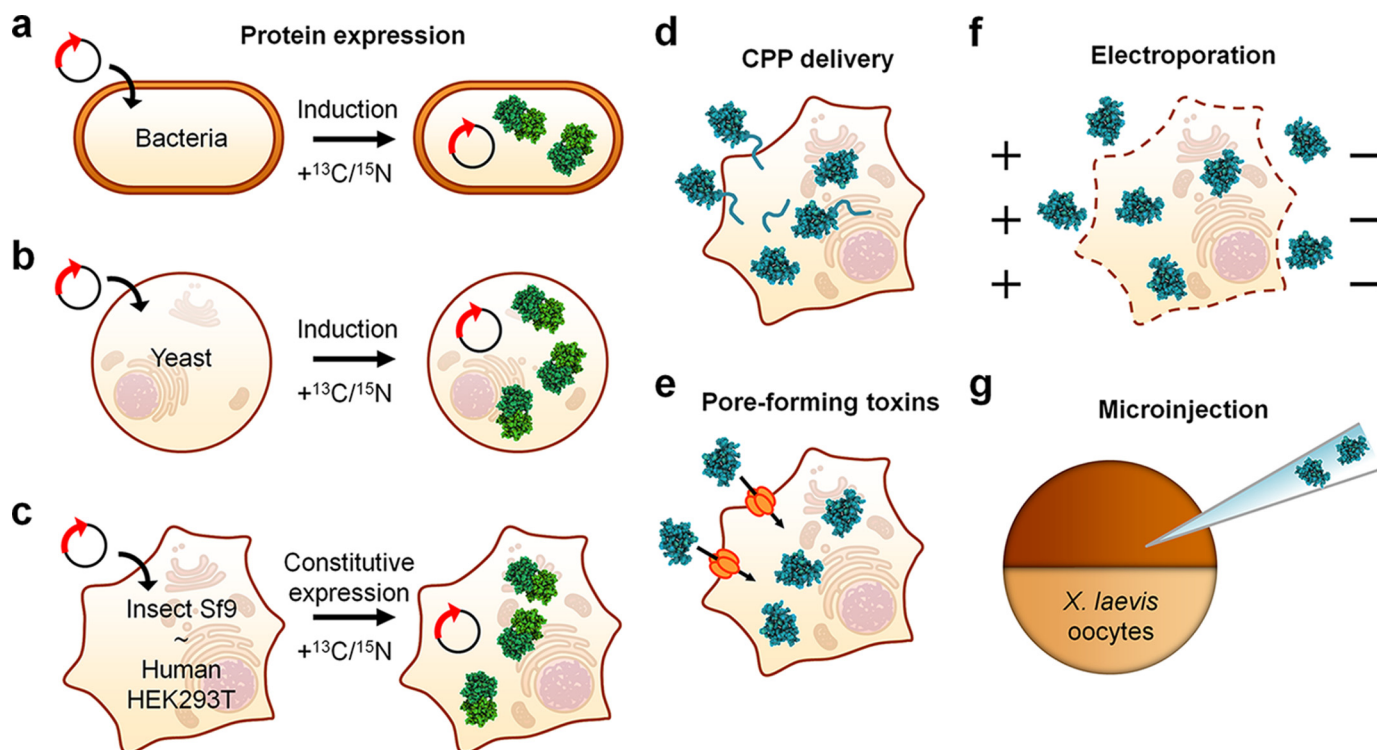 a
Protein expression
Bacteria
Induction
+¹³C/¹⁵N
b
Yeast
Induction
+¹³C/¹⁵N
c
Insect Sf9
~
Human
HEK293T
Constitutive
expression
+¹³C/¹⁵N
d
CPP delivery
e
Pore-forming toxins
f
Electroporation
+ −
+ −
+ −
g
Microinjection
X. laevis
oocytes